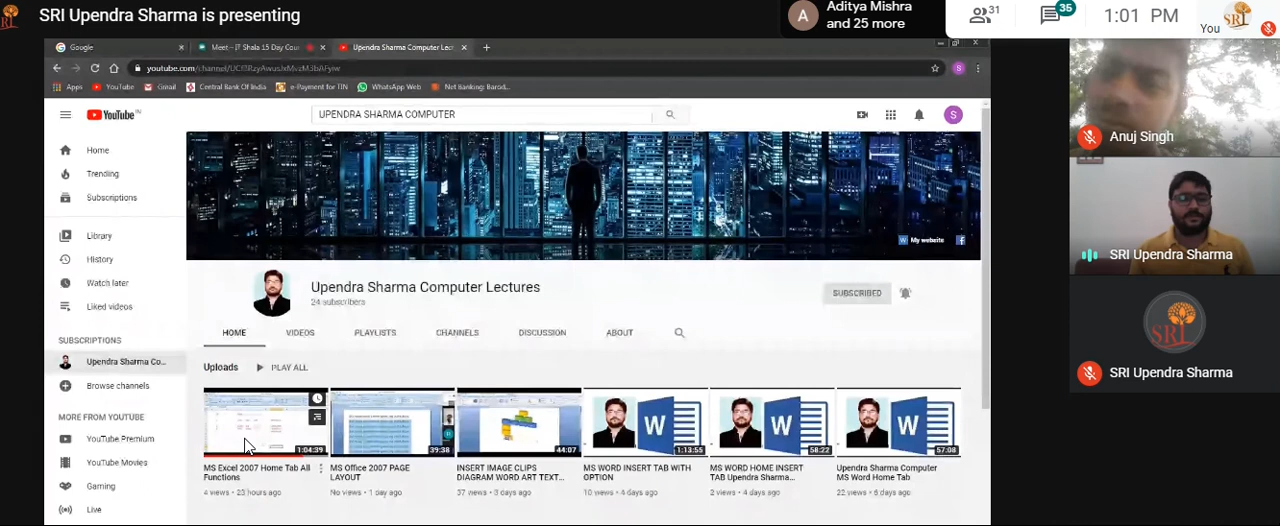 SRI Upendra Sharma is presenting
Aditya Mishra
and 25 more
31
35
1:01 PM
You
Google
Meet – IT Shala 15 Day Cou
Upendra Sharma Computer Lect
youtube.com/channel/
Apps
YouTube
Gmail
Central Bank Of India
e-Payment for TIN
WhatsApp Web
Net Banking: Barod...
YouTube IN
UPENDRA SHARMA COMPUTER
S
Home
Trending
Subscriptions
Library
History
Watch later
Liked videos
SUBSCRIPTIONS
Upendra Sharma Co...
Browse channels
MORE FROM YOUTUBE
YouTube Premium
YouTube Movies
Gaming
Live
My website
Upendra Sharma Computer Lectures
24 subscribers
SUBSCRIBED
HOME
VIDEOS
PLAYLISTS
CHANNELS
DISCUSSION
ABOUT
Uploads
PLAY ALL
1:04:39
MS Excel 2007 Home Tab All
Functions
4 views • 23 hours ago
39:38
MS Office 2007 PAGE
LAYOUT
No views • 1 day ago
44:07
INSERT IMAGE CLIPS
DIAGRAM WORD ART TEXT...
37 views • 3 days ago
1:13:55
MS WORD INSERT TAB WITH
OPTION
10 views • 4 days ago
58:22
MS WORD HOME INSERT
TAB Upendra Sharma...
2 views • 4 days ago
57:08
Upendra Sharma Computer
MS Word Home Tab
22 views • 6 days ago
Anuj Singh
SRI Upendra Sharma
SRL
SRI Upendra Sharma